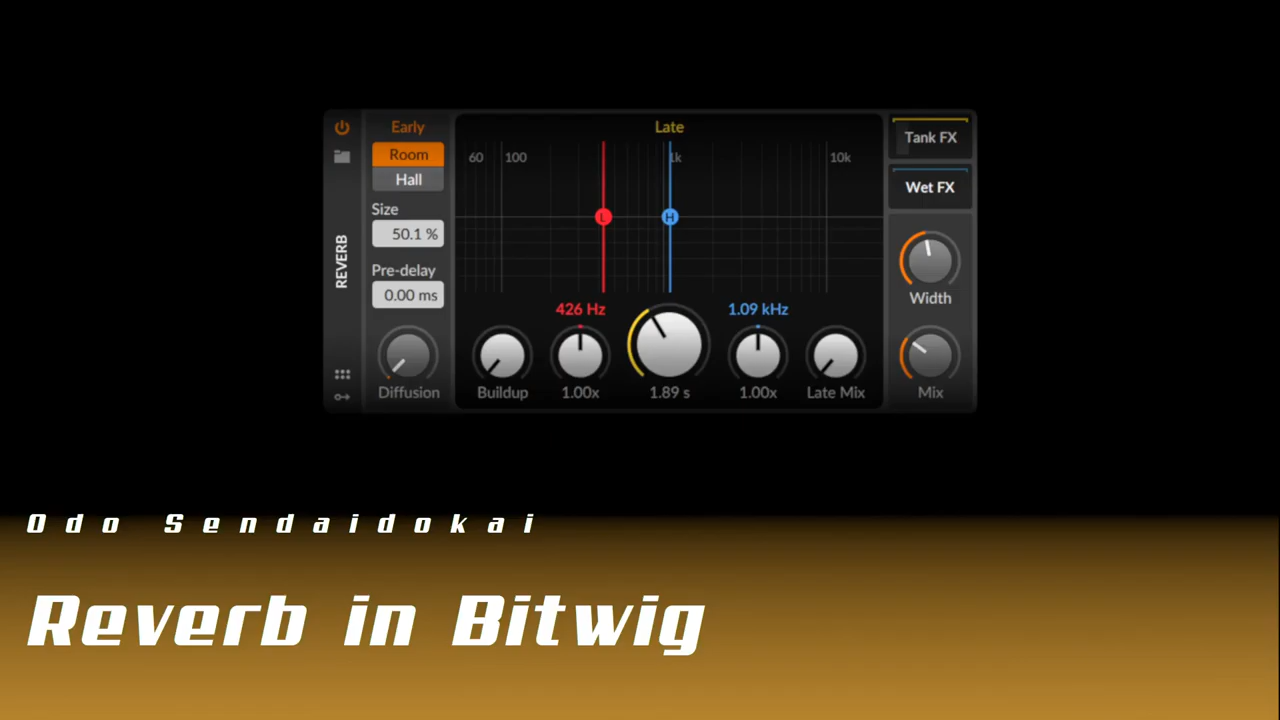 Early
Late
Tank FX
Room
60 100 1k 10k
Hall
Wet FX
Size
L H
50.1 %
REVERB
Pre-delay
0.00 ms
Width
426 Hz 1.09 kHz
Diffusion Buildup 1.00x 1.89 s 1.00x Late Mix Mix
Odo Sendaidokai
Reverb in Bitwig